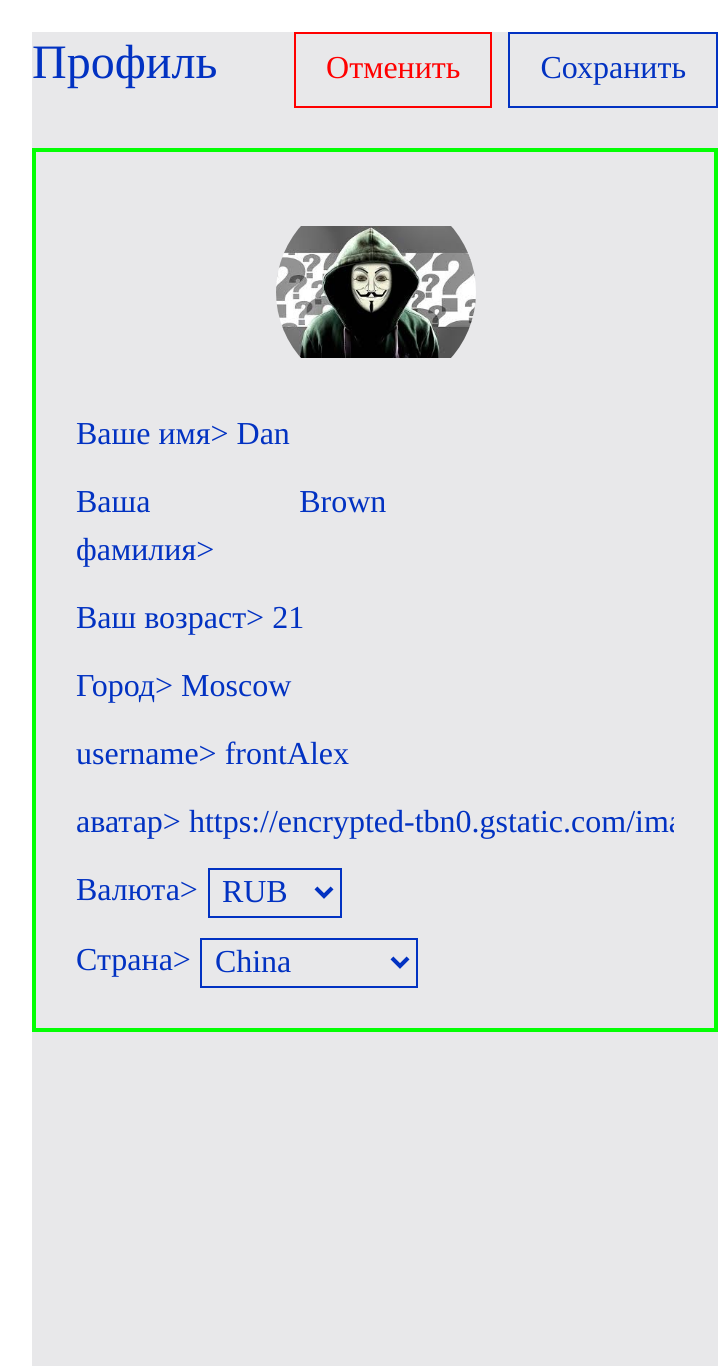 Профиль Отменить Сохранить
Ваше имя> Dan
Ваша Brown
фамилия>
Ваш возраст> 21
Город> Moscow
username> frontAlex
аватар> https://encrypted-tbn0.gstatic.com/ima
Валюта> RUB
Страна> China